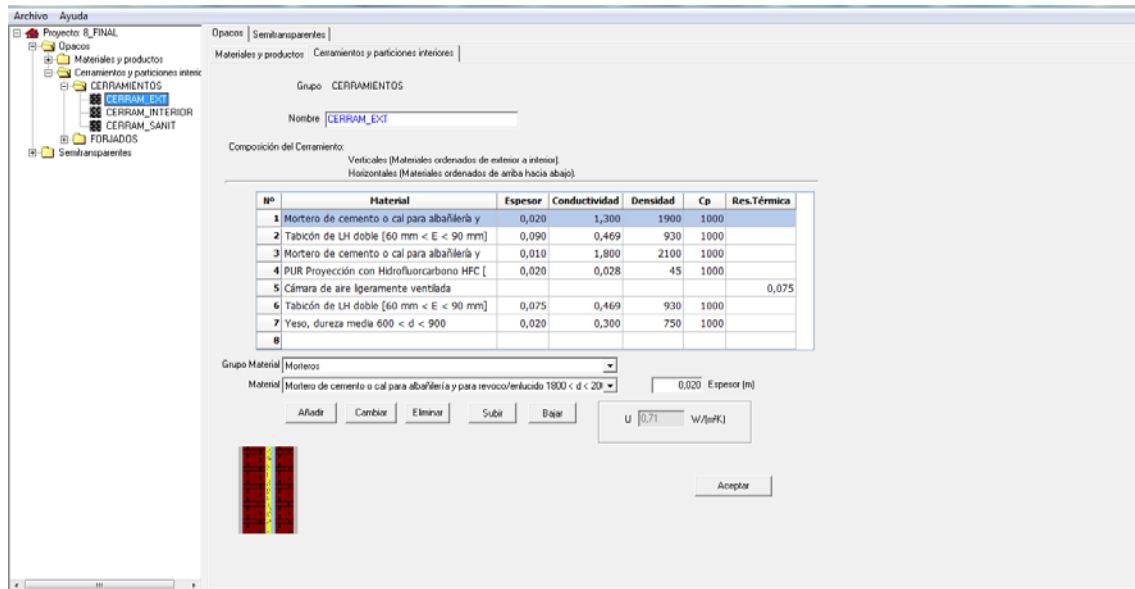 Archivo Ayuda
Proyecto: 8_FINAL
Opacos
Materiales y productos
Cerramientos y particiones interic
CERRAMIENTOS
CERRAM_EXT
CERRAM_INTERIOR
CERRAM_SANIT
FORJADOS
Semitransparentes
Opacos Semitransparentes
Materiales y productos Cerramientos y particiones interiores
Grupo CERRAMIENTOS
Nombre CERRAM_EXT
Composición del Cerramiento:
Verticales (Materiales ordenados de exterior a interior).
Horizontales (Materiales ordenados de arriba hacia abajo).
Nº Material Espesor Conductividad Densidad Cp Res.Térmica
1 Mortero de cemento o cal para albañilería y 0,020 1,300 1900 1000
2 Tabicón de LH doble [60 mm < E < 90 mm] 0,090 0,469 930 1000
3 Mortero de cemento o cal para albañilería y 0,010 1,800 2100 1000
4 PUR Proyección con Hidrofluorcarbono HFC [ 0,020 0,028 45 1000
5 Cámara de aire ligeramente ventilada 0,075
6 Tabicón de LH doble [60 mm < E < 90 mm] 0,075 0,469 930 1000
7 Yeso, dureza media 600 < d < 900 0,020 0,300 750 1000
8
Grupo Material Morteros
Material Mortero de cemento o cal para albañilería y para revoco/enlucido 1800 < d < 20 0,020 Espesor (m)
Añadir Cambiar Eliminar Subir Bajar U 0,71 W/(m²K)
Aceptar